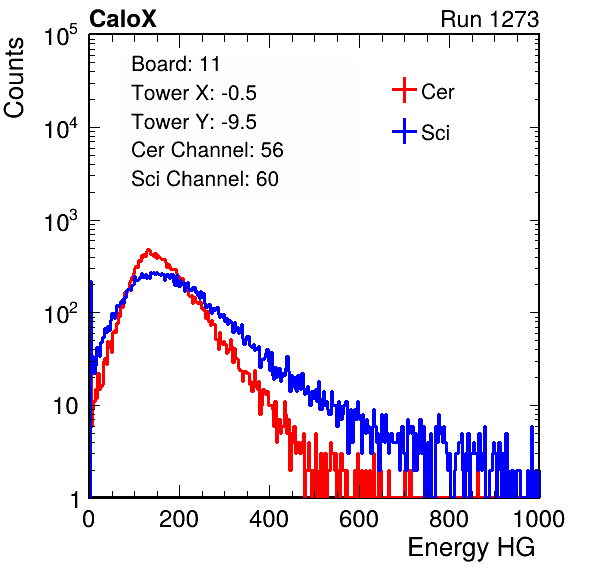 CaloX Run 1273
Counts
10^5
10^4
10^3
10^2
10
1
Board: 11
Tower X: -0.5
Tower Y: -9.5
Cer Channel: 56
Sci Channel: 60
Cer
Sci
0 200 400 600 800 1000
Energy HG